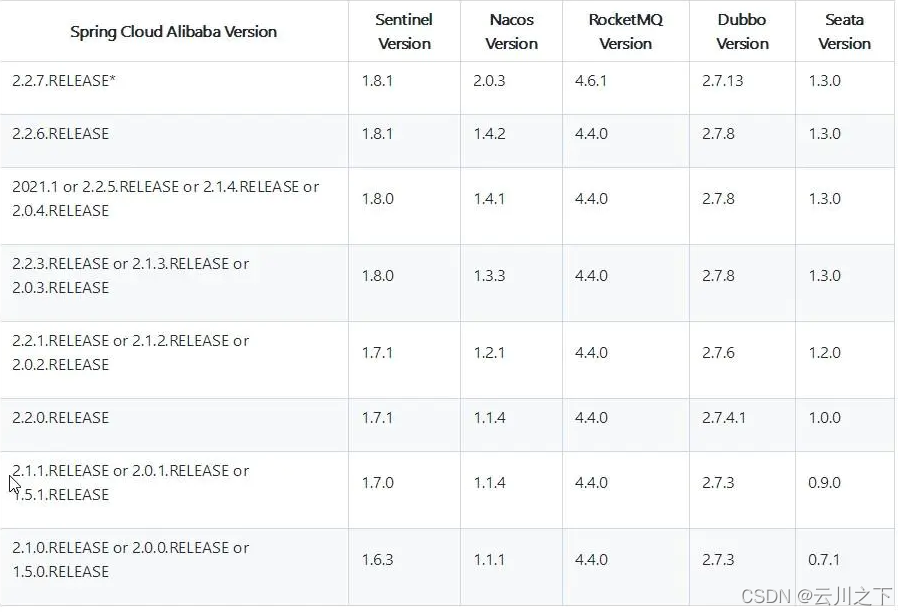 Spring Cloud Alibaba Version
Sentinel
Version
Nacos
Version
RocketMQ
Version
Dubbo
Version
Seata
Version
2.2.7.RELEASE*
1.8.1
2.0.3
4.6.1
2.7.13
1.3.0
2.2.6.RELEASE
1.8.1
1.4.2
4.4.0
2.7.8
1.3.0
2021.1 or 2.2.5.RELEASE or 2.1.4.RELEASE or
2.0.4.RELEASE
1.8.0
1.4.1
4.4.0
2.7.8
1.3.0
2.2.3.RELEASE or 2.1.3.RELEASE or
2.0.3.RELEASE
1.8.0
1.3.3
4.4.0
2.7.8
1.3.0
2.2.1.RELEASE or 2.1.2.RELEASE or
2.0.2.RELEASE
1.7.1
1.2.1
4.4.0
2.7.6
1.2.0
2.2.0.RELEASE
1.7.1
1.1.4
4.4.0
2.7.4.1
1.0.0
2.1.1.RELEASE or 2.0.1.RELEASE or
1.5.1.RELEASE
1.7.0
1.1.4
4.4.0
2.7.3
0.9.0
2.1.0.RELEASE or 2.0.0.RELEASE or
1.5.0.RELEASE
1.6.3
1.1.1
4.4.0
2.7.3
0.7.1
CSDN @云川之下